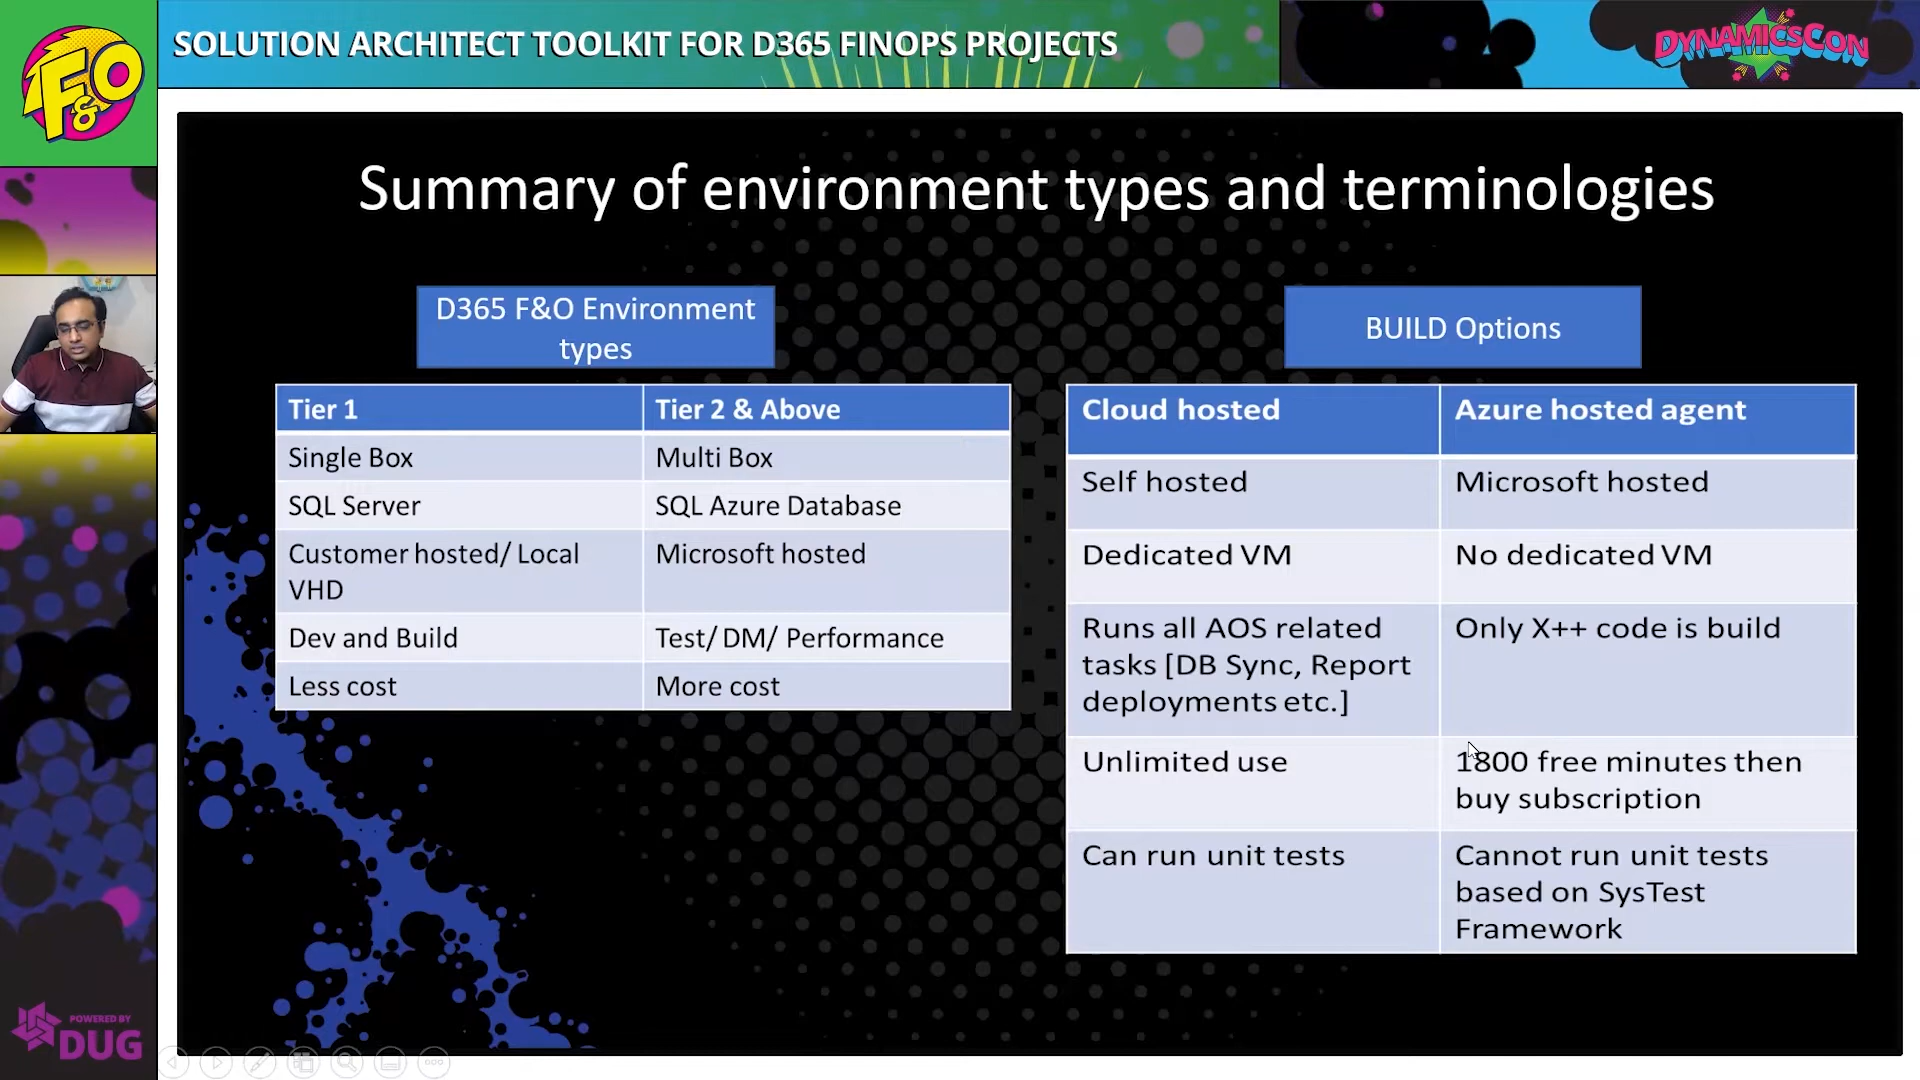 F&O
SOLUTION ARCHITECT TOOLKIT FOR D365 FINOPS PROJECTS
DYNAMICSCON
Summary of environment types and terminologies
D365 F&O Environment
types
Tier 1
Tier 2 & Above
Single Box
Multi Box
SQL Server
SQL Azure Database
Customer hosted/ Local
VHD
Microsoft hosted
Dev and Build
Test/ DM/ Performance
Less cost
More cost
BUILD Options
Cloud hosted
Azure hosted agent
Self hosted
Microsoft hosted
Dedicated VM
No dedicated VM
Runs all AOS related
tasks [DB Sync, Report
deployments etc.]
Only X++ code is build
Unlimited use
1800 free minutes then
buy subscription
Can run unit tests
Cannot run unit tests
based on SysTest
Framework
POWERED BY
DUG